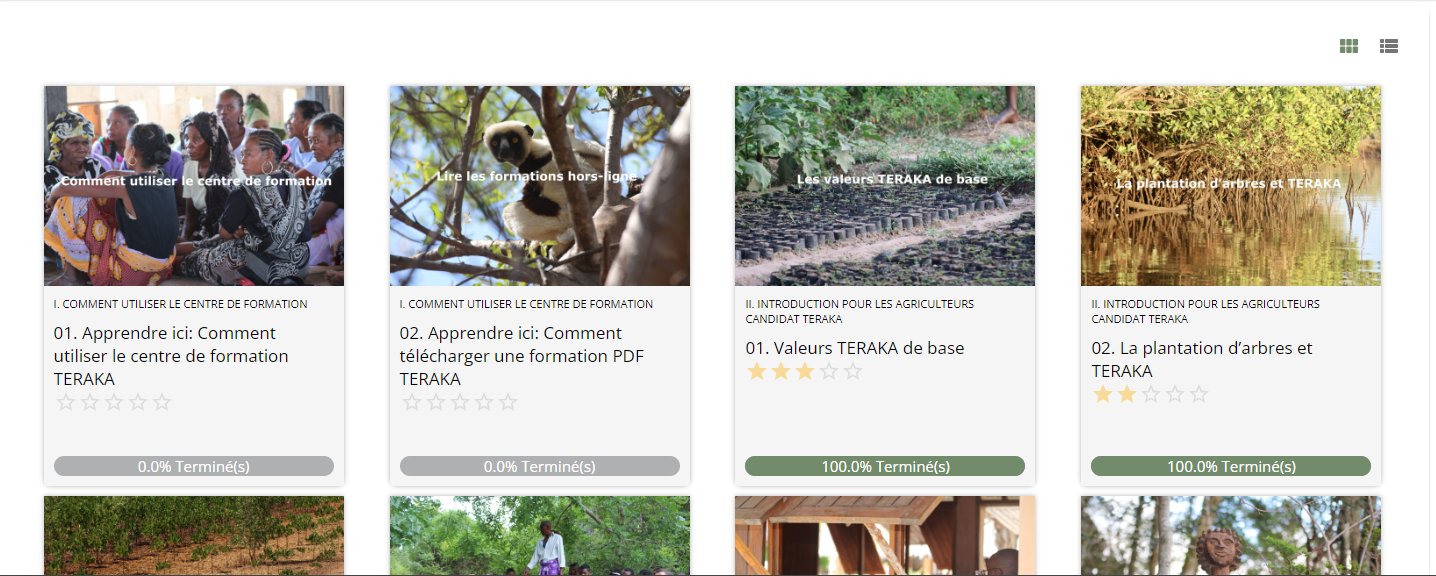 Comment utiliser le centre de formation
Lire les formations hors-ligne
Les valeurs TERAKA de base
La plantation d'arbres et TERAKA
I. COMMENT UTILISER LE CENTRE DE FORMATION
01. Apprendre ici: Comment
utiliser le centre de formation
TERAKA
0.0% Terminé(s)
I. COMMENT UTILISER LE CENTRE DE FORMATION
02. Apprendre ici: Comment
télécharger une formation PDF
TERAKA
0.0% Terminé(s)
II. INTRODUCTION POUR LES AGRICULTEURS
CANDIDAT TERAKA
01. Valeurs TERAKA de base
100.0% Terminé(s)
II. INTRODUCTION POUR LES AGRICULTEURS
CANDIDAT TERAKA
02. La plantation d’arbres et
TERAKA
100.0% Terminé(s)